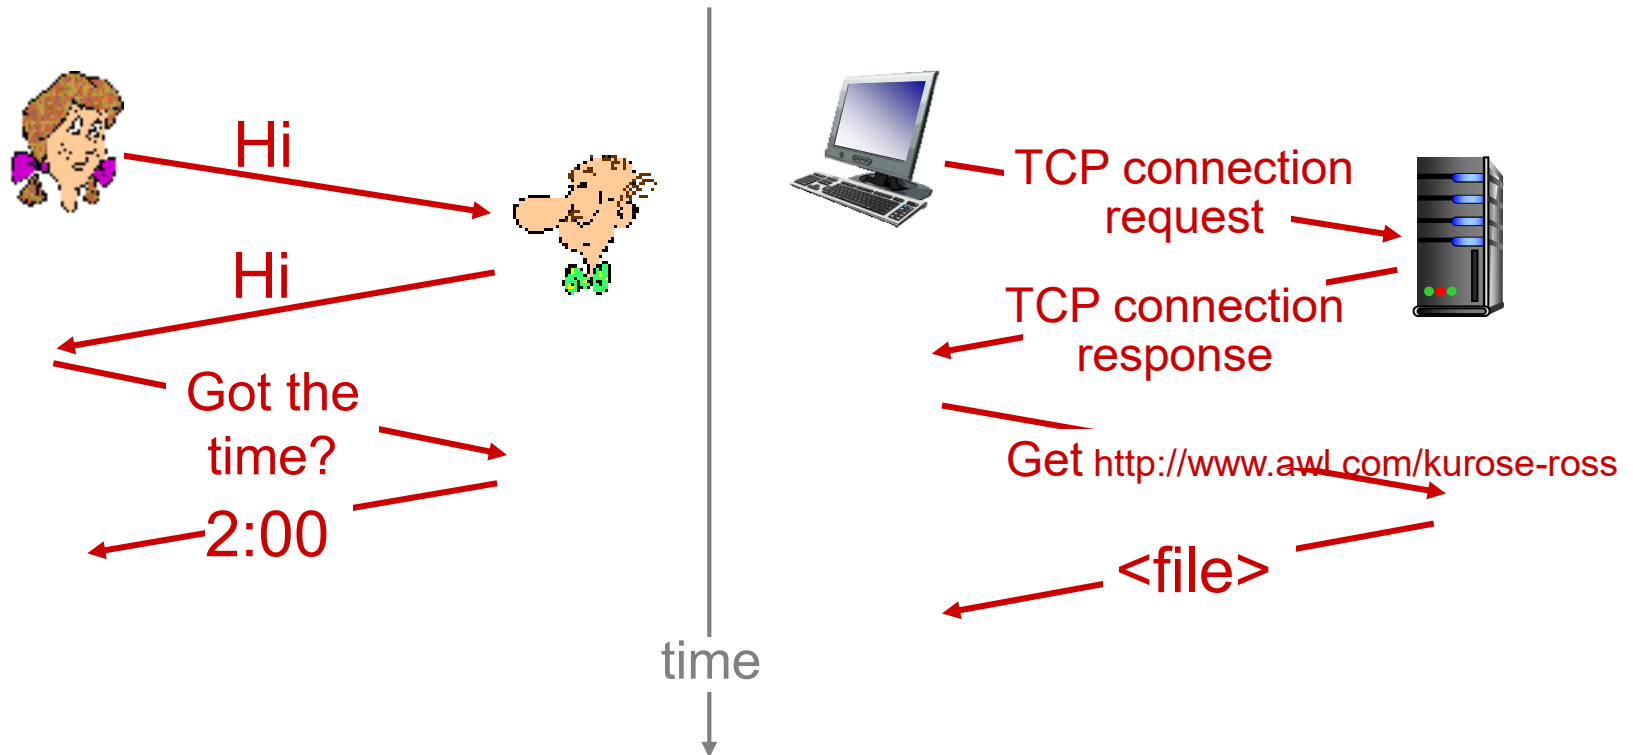 Hi
Hi
Got the
time?
2:00
TCP connection
request
TCP connection
response
Get http://www.awl.com/kurose-ross
<file>
time